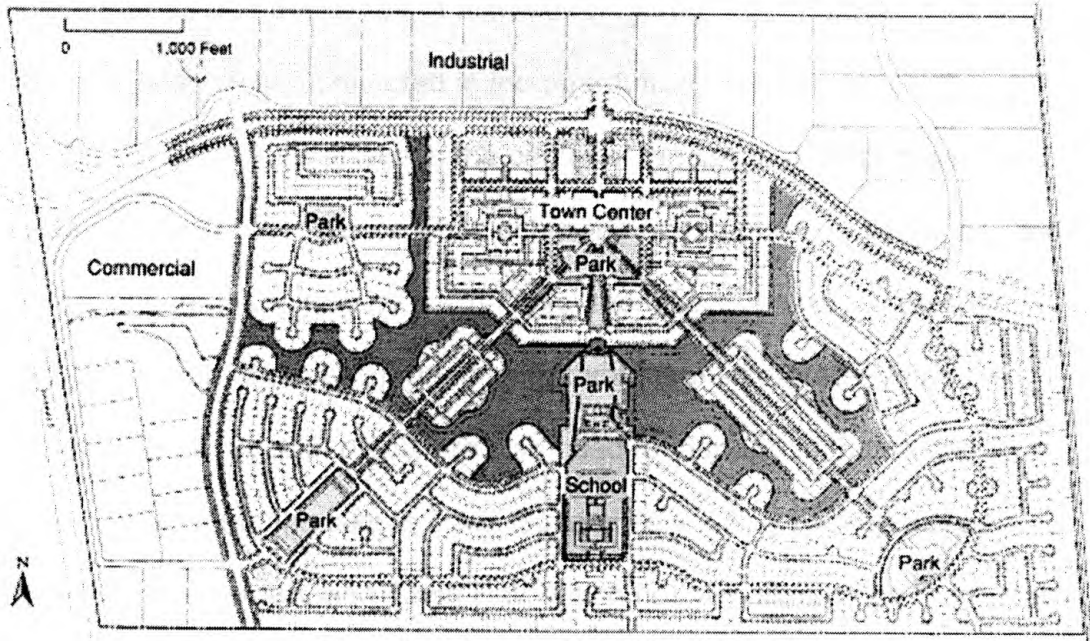 0 1,000 Feet
Industrial
Park
Town Center
Commercial
Park
Park
School
Park
Park
N